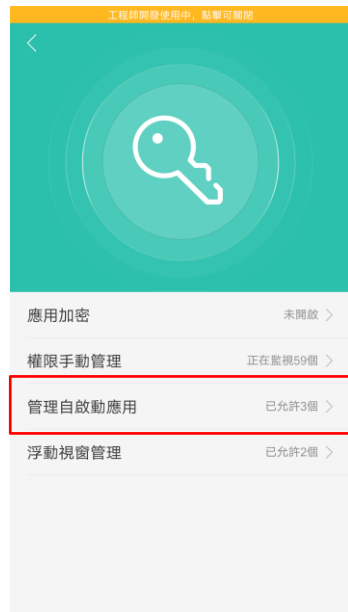 工程師開發使用中，點擊可關閉
應用加密 未開啟
權限手動管理 正在監視59個
管理自啟動應用 已允許3個
浮動視窗管理 已允許2個